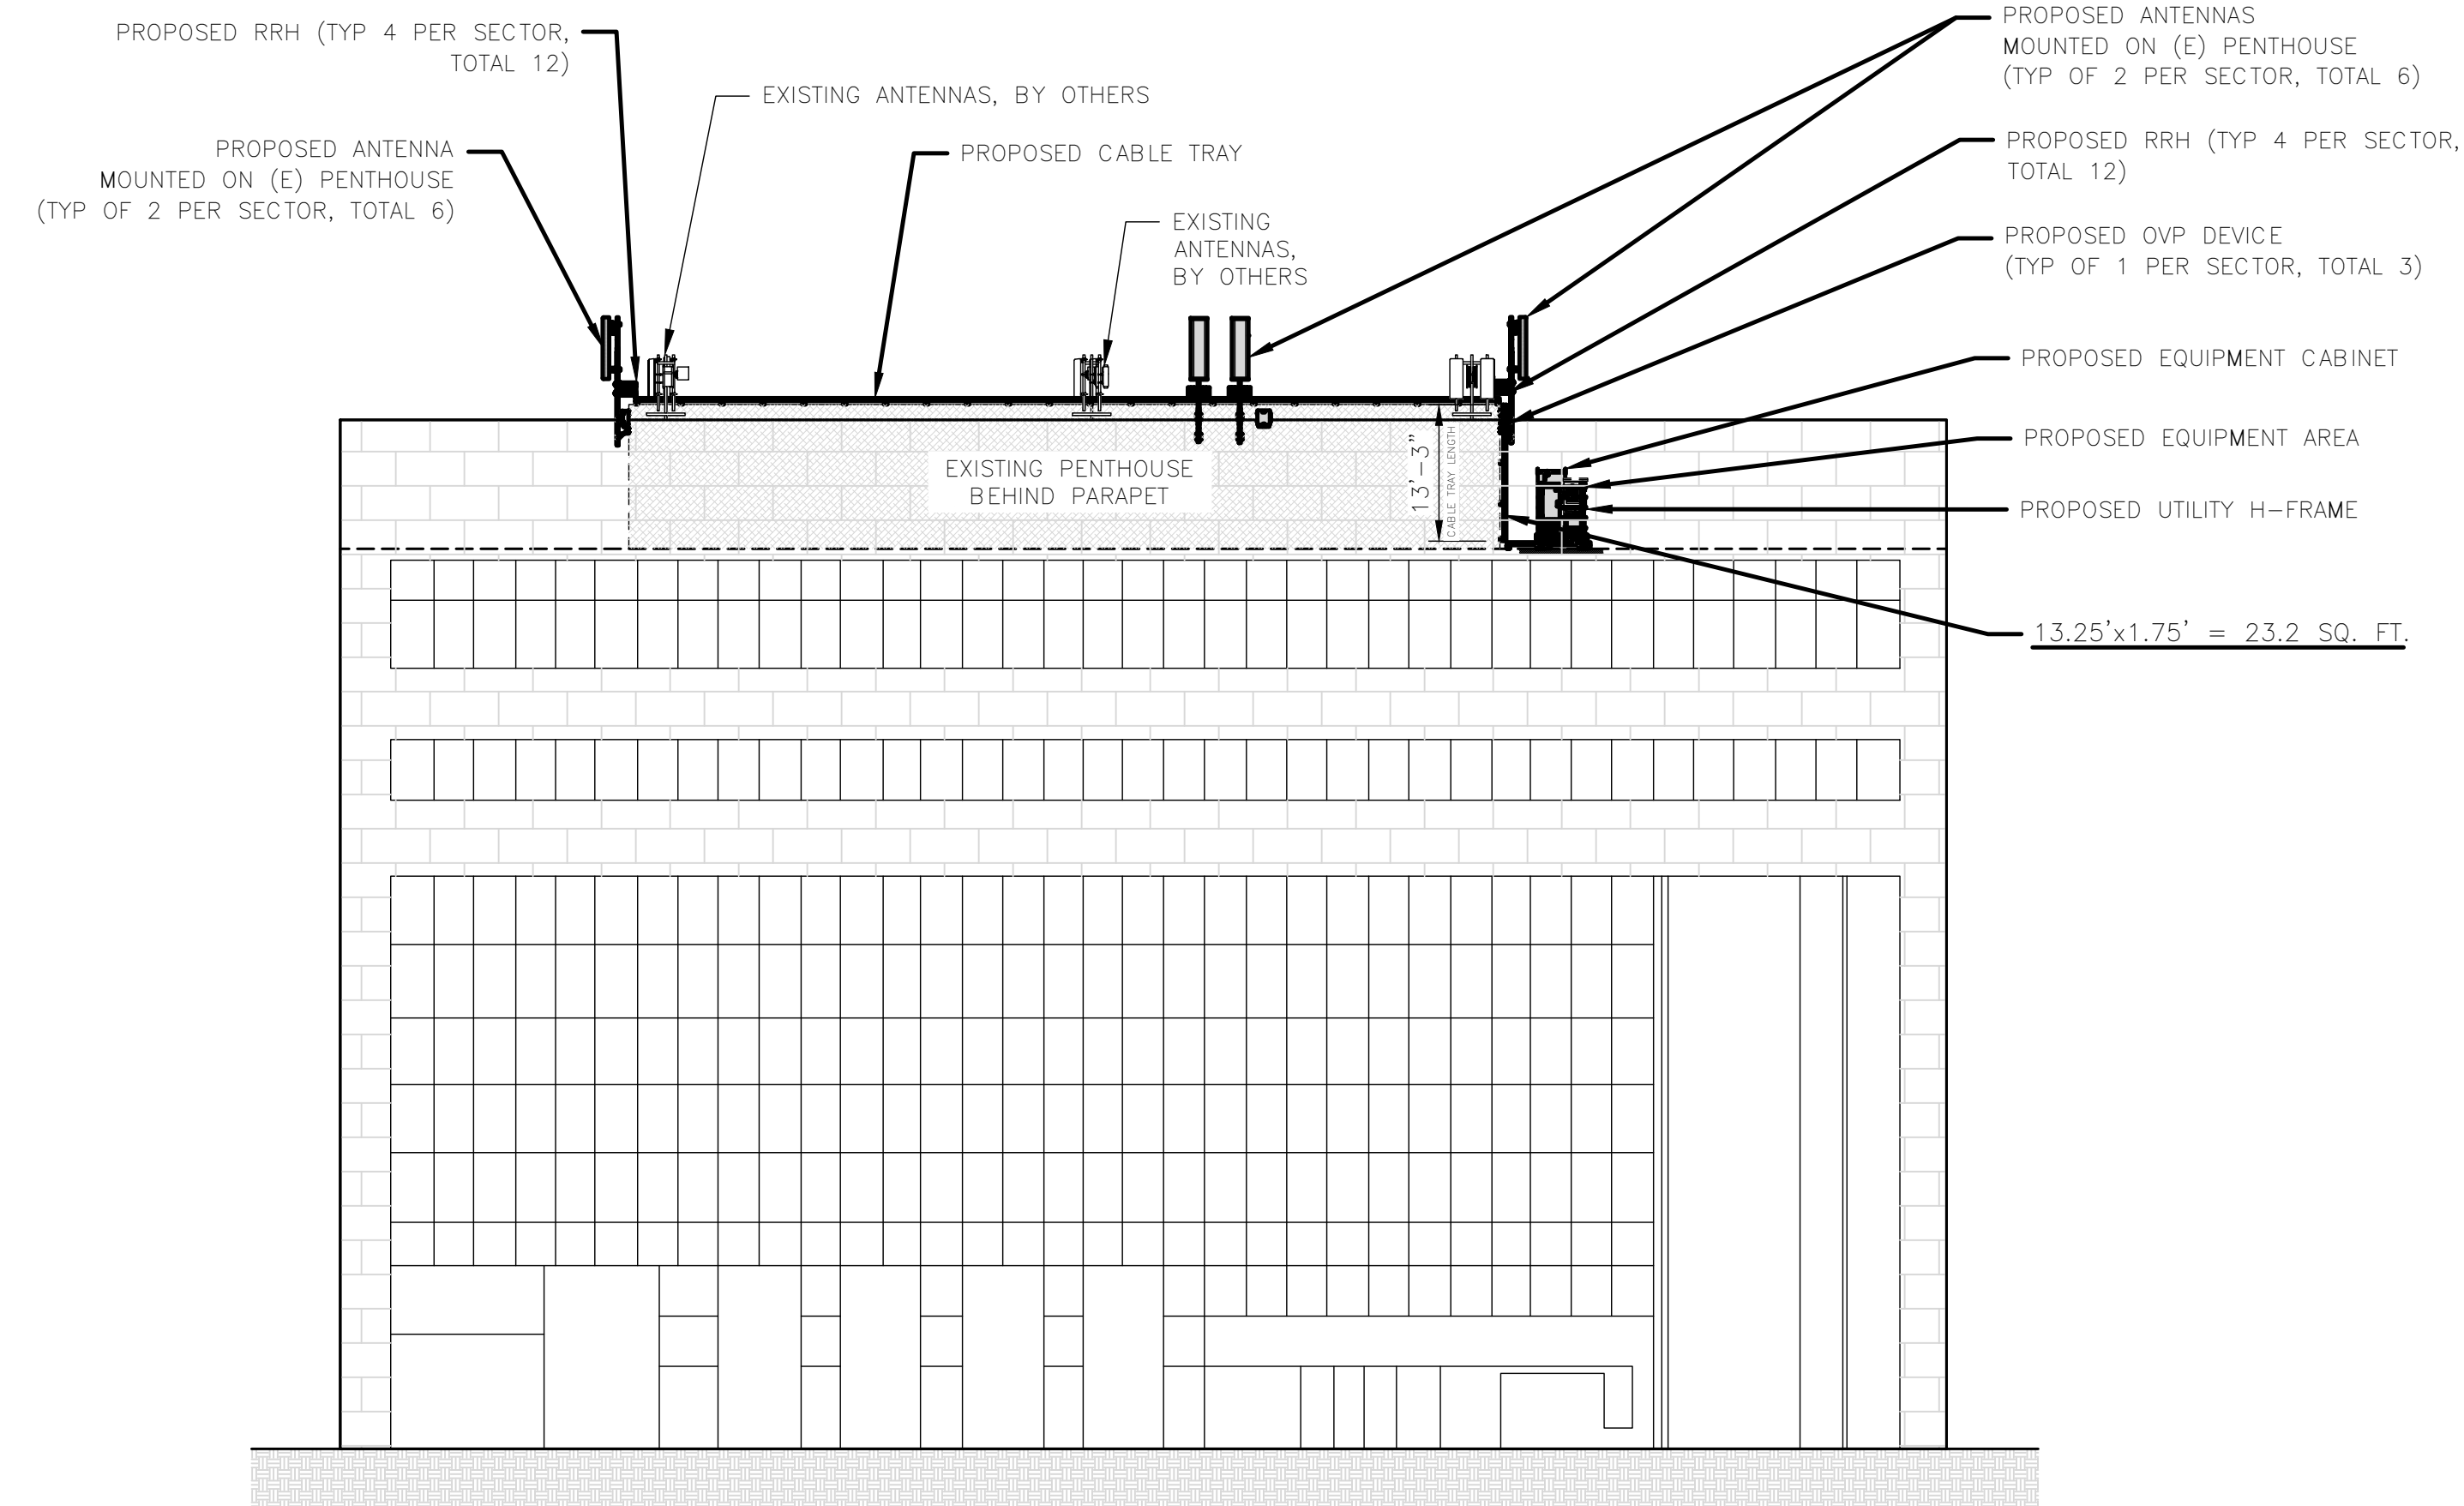 PROPOSED RRH (TYP 4 PER SECTOR,
TOTAL 12)
EXISTING ANTENNAS, BY OTHERS
PROPOSED ANTENNA
MOUNTED ON (E) PENTHOUSE
(TYP OF 2 PER SECTOR, TOTAL 6)
PROPOSED CABLE TRAY
EXISTING
ANTENNAS,
BY OTHERS
PROPOSED ANTENNAS
MOUNTED ON (E) PENTHOUSE
(TYP OF 2 PER SECTOR, TOTAL 6)
PROPOSED RRH (TYP 4 PER SECTOR,
TOTAL 12)
PROPOSED OVP DEVICE
(TYP OF 1 PER SECTOR, TOTAL 3)
PROPOSED EQUIPMENT CABINET
PROPOSED EQUIPMENT AREA
PROPOSED UTILITY H-FRAME
13.25'x1.75' = 23.2 SQ. FT.
EXISTING PENTHOUSE
BEHIND PARAPET
13'-3"
CABLE TRAY LENGTH